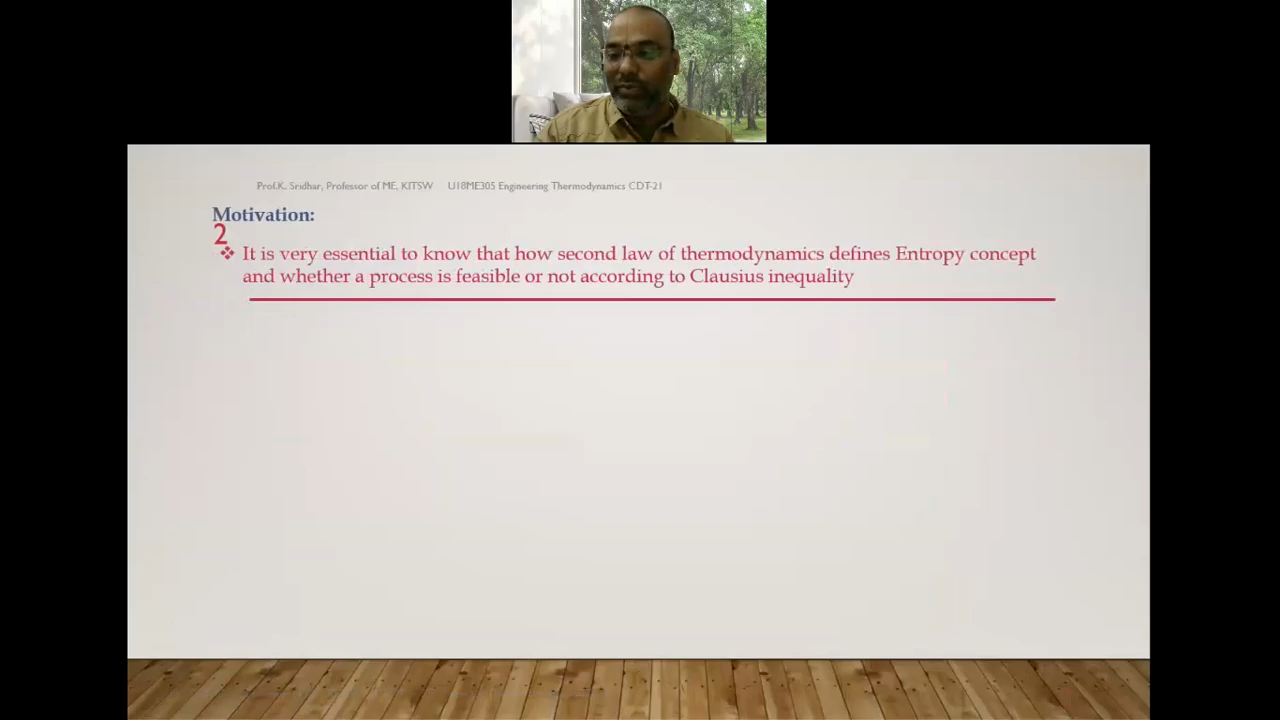 Prof.K. Sridhar, Professor of ME, KITSW U18ME305 Engineering Thermodynamics CDT-21
Motivation:
2
❖ It is very essential to know that how second law of thermodynamics defines Entropy concept
and whether a process is feasible or not according to Clausius inequality